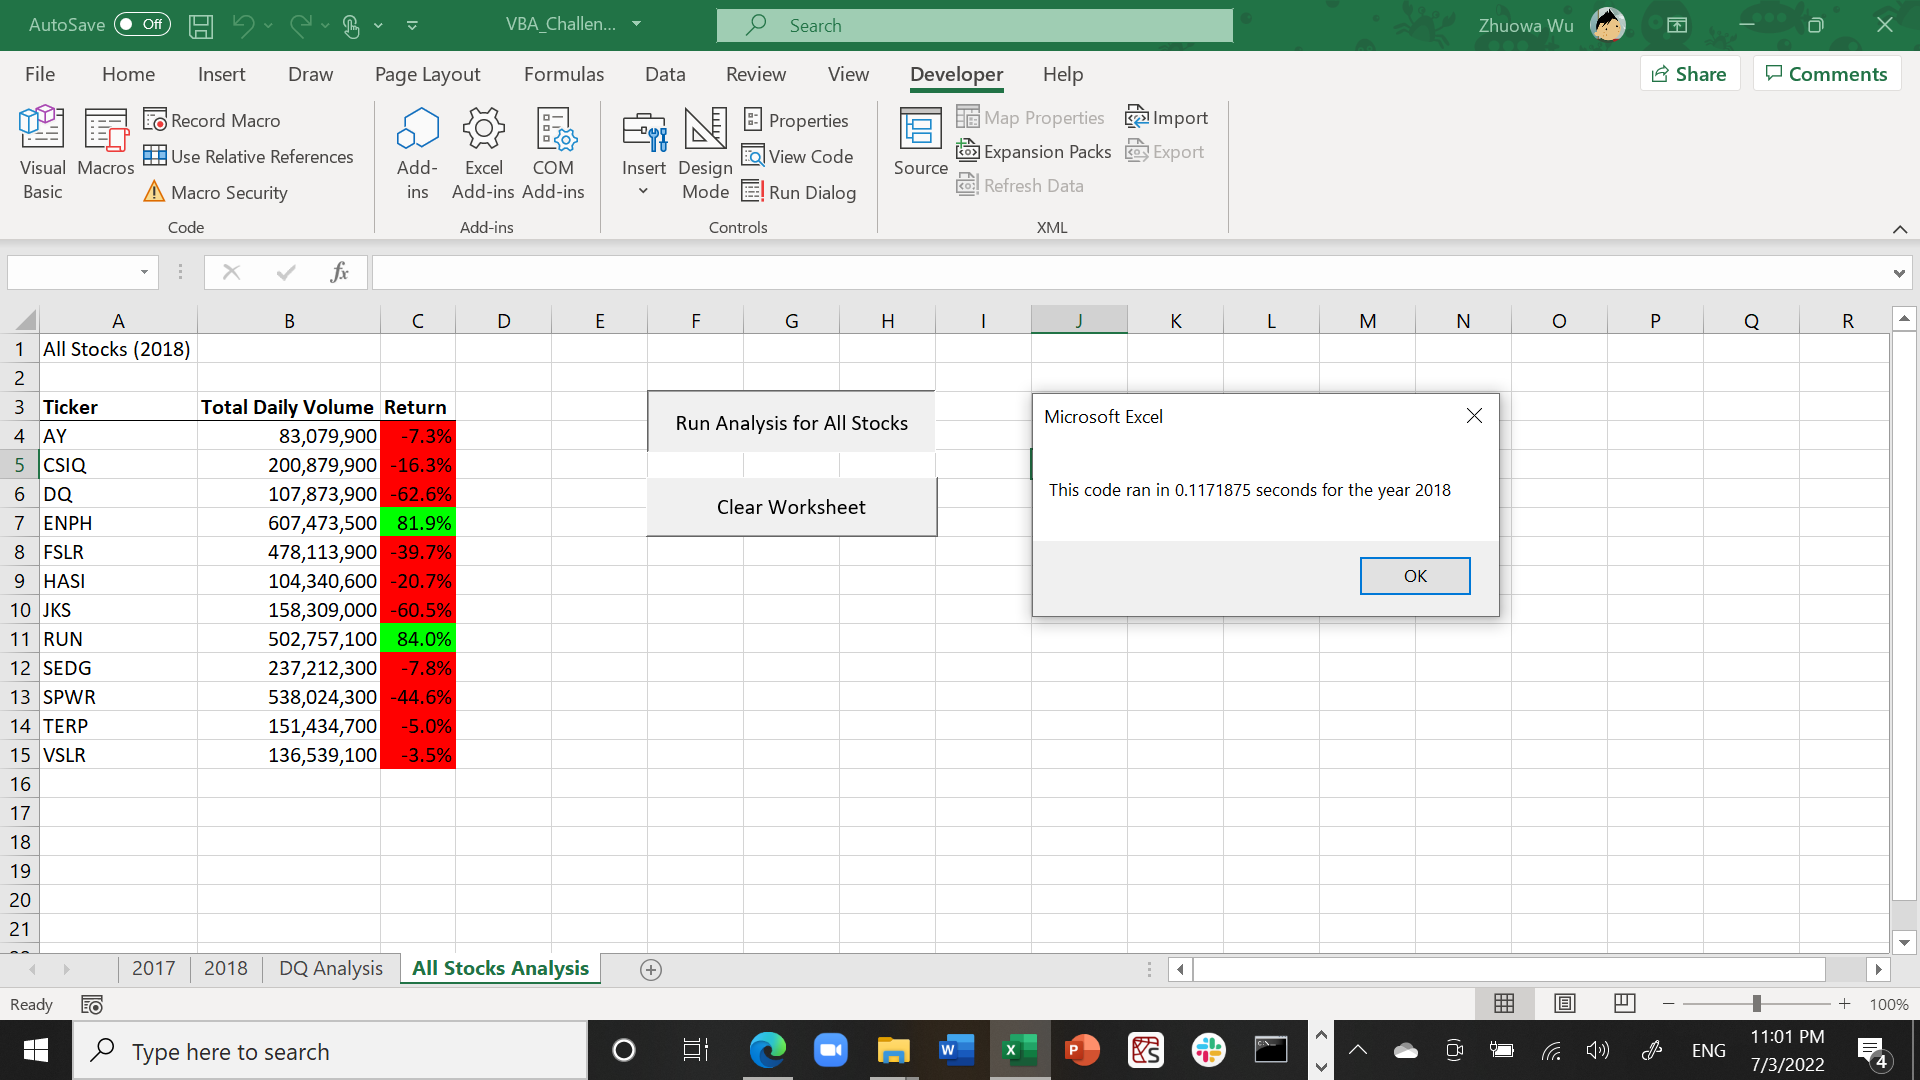 AutoSave Off VBA_Challen... Search Zhuowa Wu
File Home Insert Draw Page Layout Formulas Data Review View Developer Help Share Comments
Visual Basic
Macros
Record Macro
Use Relative References
Macro Security
Code
Add-ins
Excel Add-ins
COM Add-ins
Add-ins
Insert
Design Mode
Properties
View Code
Run Dialog
Controls
Source
Map Properties
Expansion Packs
Refresh Data
Import
Export
XML
fx
A B C D E F G H I J K L M N O P Q R
1 All Stocks (2018)
2
3 Ticker Total Daily Volume Return
4 AY 83,079,900 -7.3%
5 CSIQ 200,879,900 -16.3%
6 DQ 107,873,900 -62.6%
7 ENPH 607,473,500 81.9%
8 FSLR 478,113,900 -39.7%
9 HASI 104,340,600 -20.7%
10 JKS 158,309,000 -60.5%
11 RUN 502,757,100 84.0%
12 SEDG 237,212,300 -7.8%
13 SPWR 538,024,300 -44.6%
14 TERP 151,434,700 -5.0%
15 VSLR 136,539,100 -3.5%
16
17
18
19
20
21
Run Analysis for All Stocks
Clear Worksheet
Microsoft Excel
This code ran in 0.1171875 seconds for the year 2018
OK
2017 2018 DQ Analysis All Stocks Analysis
Ready 100%
Type here to search
ENG
11:01 PM
7/3/2022
4